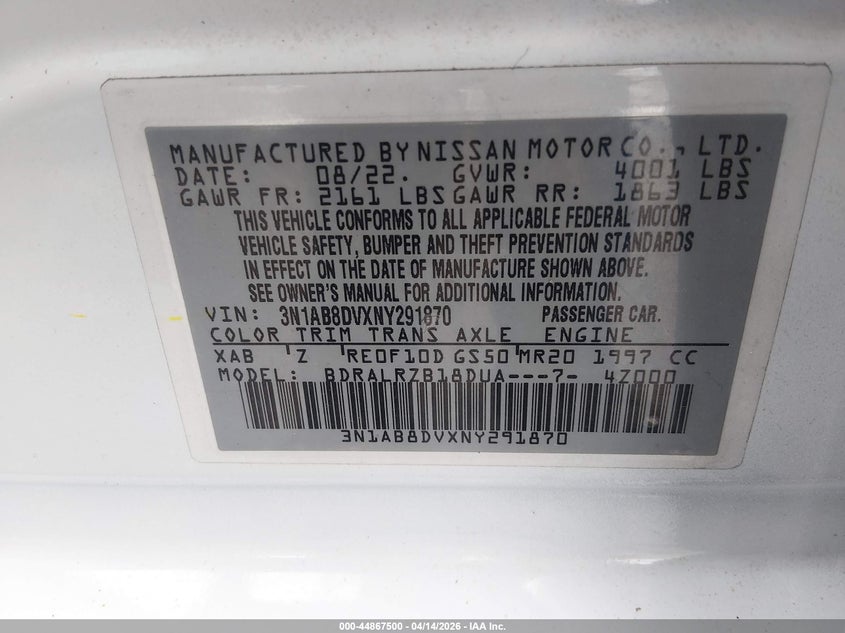 MANUFACTURED BY NISSAN MOTOR CO., LTD.
DATE: 08/22. GVWR: 4001 LBS
GAWR FR: 2161 LBS GAWR RR: 1863 LBS
THIS VEHICLE CONFORMS TO ALL APPLICABLE FEDERAL MOTOR
VEHICLE SAFETY, BUMPER AND THEFT PREVENTION STANDARDS
IN EFFECT ON THE DATE OF MANUFACTURE SHOWN ABOVE.
SEE OWNER'S MANUAL FOR ADDITIONAL INFORMATION.
VIN: 3N1AB8DVXNY291870 PASSENGER CAR.
COLOR TRIM TRANS AXLE ENGINE
XAB Z RE0F10D GS50 MR20 1997 CC
MODEL: BDRALRZB18DUA---7- 4Z000
3N1AB8DVXNY291870
000-44867500 - 04/14/2026 - IAA Inc.